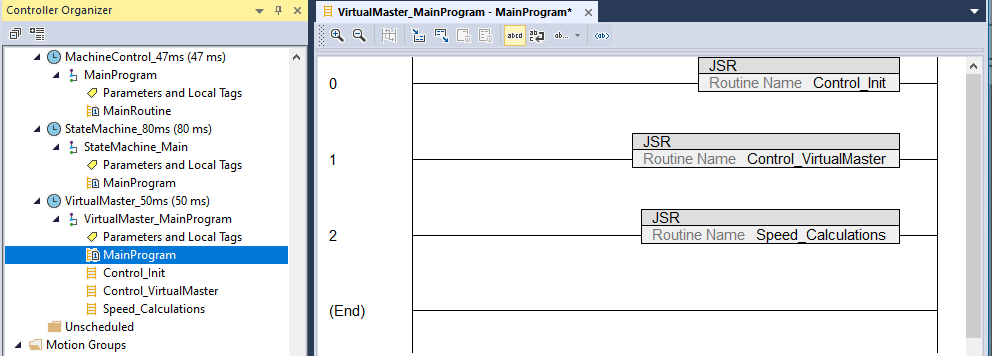 Controller Organizer
MachineControl_47ms (47 ms)
MainProgram
Parameters and Local Tags
MainRoutine
StateMachine_80ms (80 ms)
StateMachine_Main
Parameters and Local Tags
MainProgram
VirtualMaster_50ms (50 ms)
VirtualMaster_MainProgram
Parameters and Local Tags
MainProgram
Control_Init
Control_VirtualMaster
Speed_Calculations
Unscheduled
Motion Groups
VirtualMaster_MainProgram - MainProgram*
abcd
ab...
0
JSR
Routine Name Control_Init
1
JSR
Routine Name Control_VirtualMaster
2
JSR
Routine Name Speed_Calculations
(End)